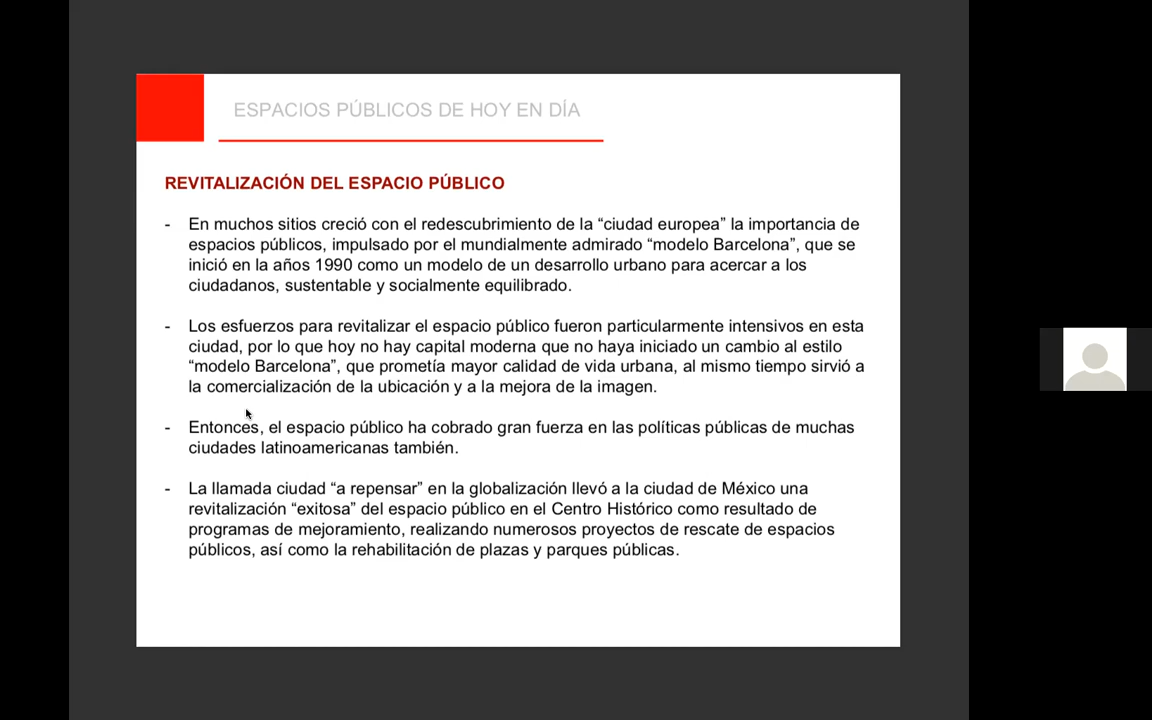 ESPACIOS PÚBLICOS DE HOY EN DÍA
REVITALIZACIÓN DEL ESPACIO PÚBLICO
- En muchos sitios creció con el redescubrimiento de la “ciudad europea” la importancia de
espacios públicos, impulsado por el mundialmente admirado “modelo Barcelona”, que se
inició en la años 1990 como un modelo de un desarrollo urbano para acercar a los
ciudadanos, sustentable y socialmente equilibrado.
- Los esfuerzos para revitalizar el espacio público fueron particularmente intensivos en esta
ciudad, por lo que hoy no hay capital moderna que no haya iniciado un cambio al estilo
“modelo Barcelona”, que prometía mayor calidad de vida urbana, al mismo tiempo sirvió a
la comercialización de la ubicación y a la mejora de la imagen.
- Entonces, el espacio público ha cobrado gran fuerza en las políticas públicas de muchas
ciudades latinoamericanas también.
- La llamada ciudad “a repensar” en la globalización llevó a la ciudad de México una
revitalización “exitosa” del espacio público en el Centro Histórico como resultado de
programas de mejoramiento, realizando numerosos proyectos de rescate de espacios
públicos, así como la rehabilitación de plazas y parques públicas.